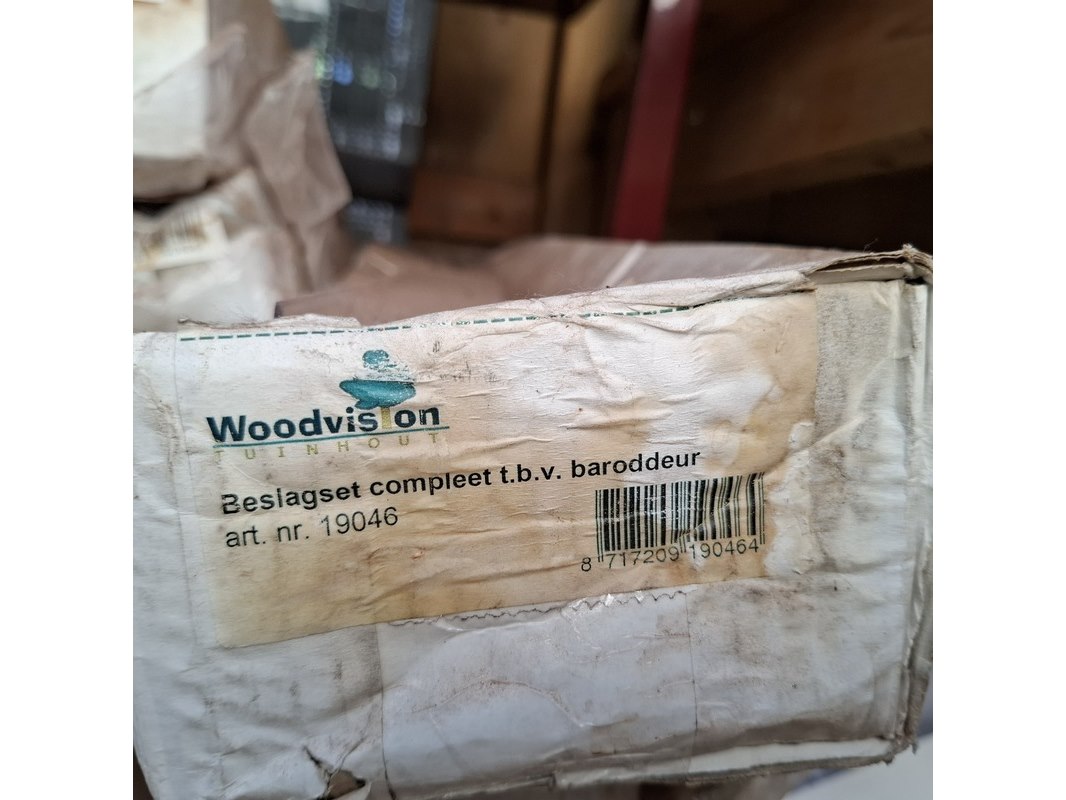 Woodvision
TUINHOUT
Beslagset compleet t.b.v. baroddeur
art. nr. 19046
8 717209 190464